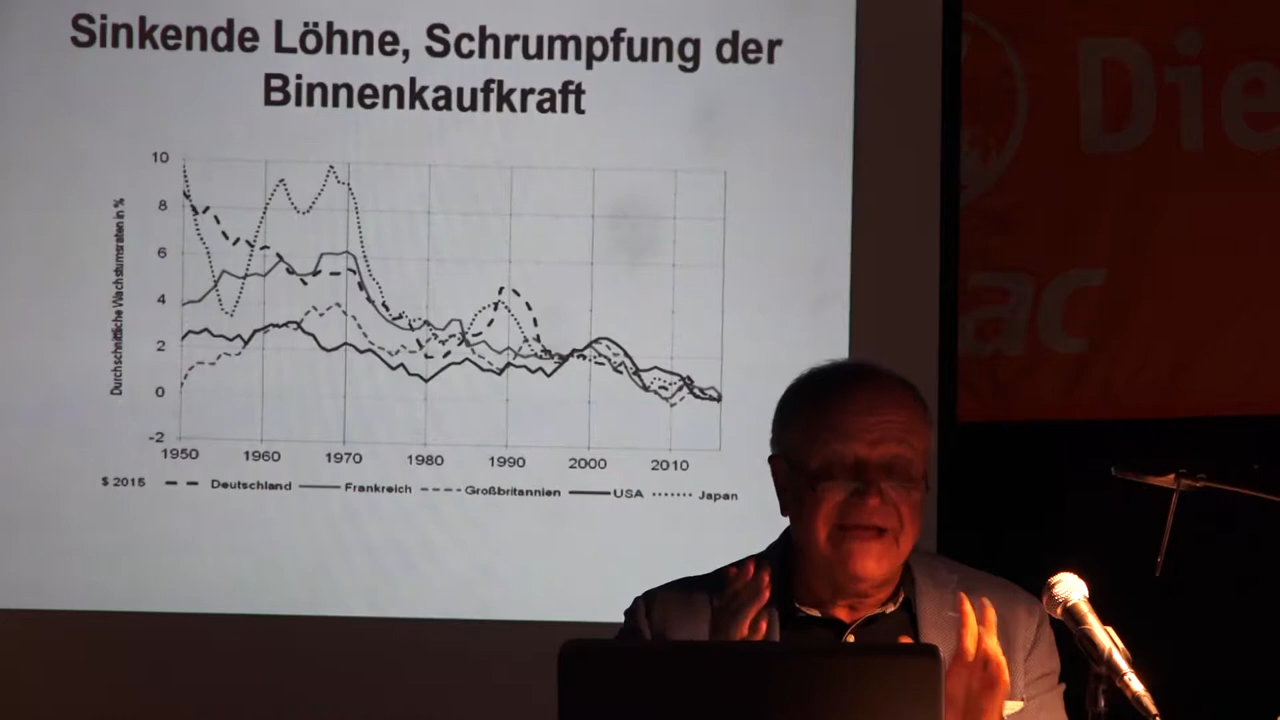 Sinkende Löhne, Schrumpfung der
Binnenkaufkraft
Durchschnittliche Wachstumsraten in %
10
8
6
4
2
0
-2
1950 1960 1970 1980 1990 2000 2010
$ 2015 Deutschland Frankreich Großbritannien USA Japan
Die
ac